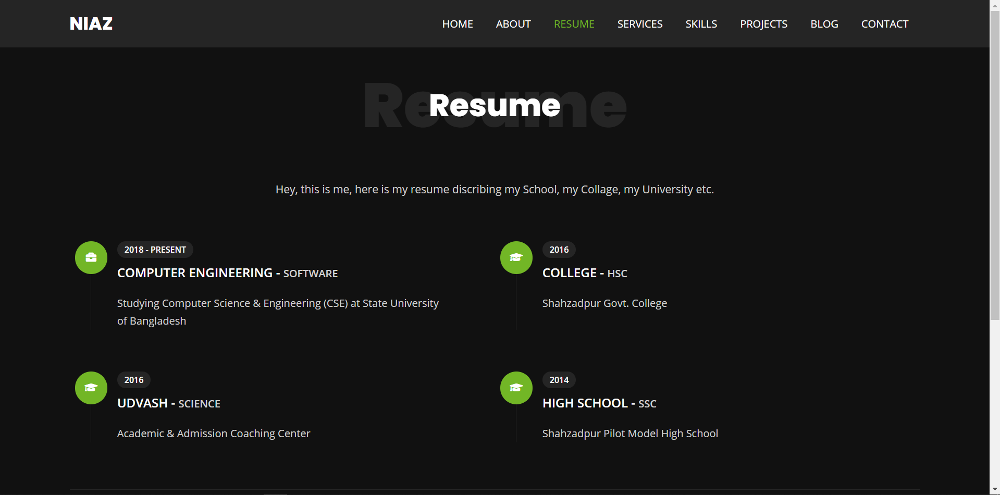 NIAZ
HOME ABOUT RESUME SERVICES SKILLS PROJECTS BLOG CONTACT
Resume
Resume
Hey, this is me, here is my resume discribing my School, my Collage, my University etc.
2018 - PRESENT
COMPUTER ENGINEERING - SOFTWARE
Studying Computer Science & Engineering (CSE) at State University
of Bangladesh
2016
COLLEGE - HSC
Shahzadpur Govt. College
2016
UDVASH - SCIENCE
Academic & Admission Coaching Center
2014
HIGH SCHOOL - SSC
Shahzadpur Pilot Model High School